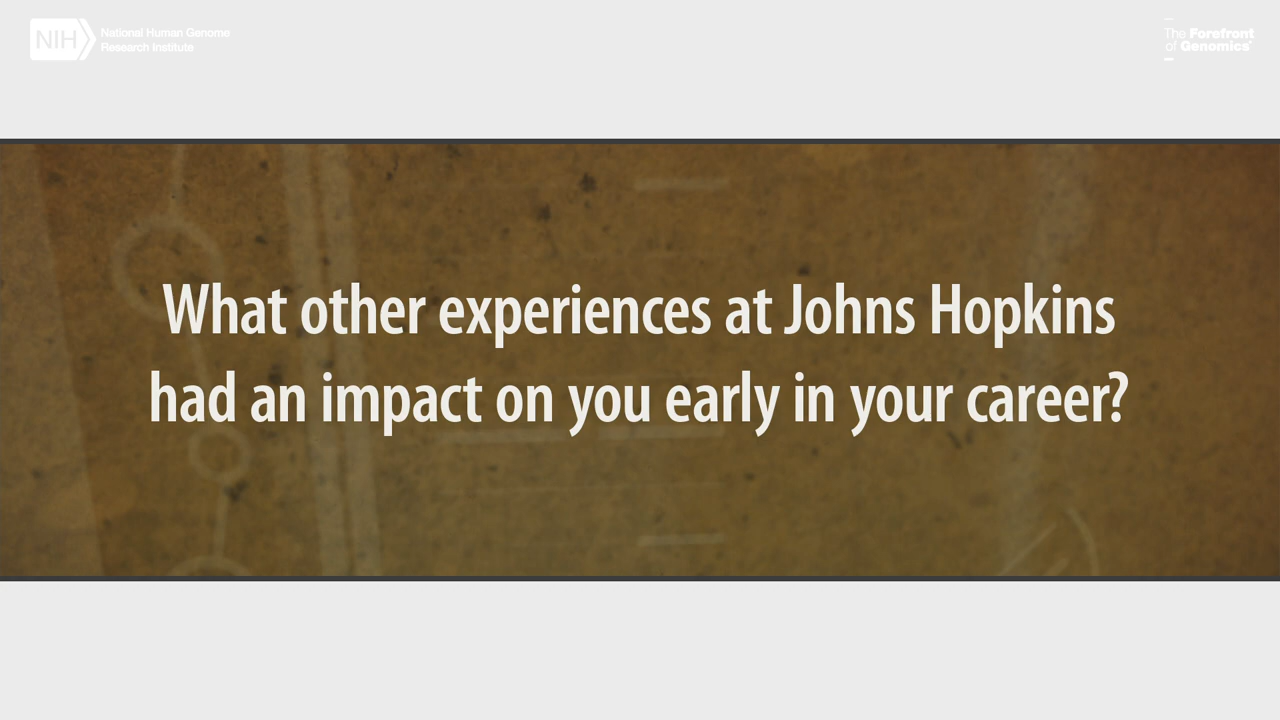 NIH
National Human Genome
Research Institute
The Forefront
of Genomics®
What other experiences at Johns Hopkins
had an impact on you early in your career?